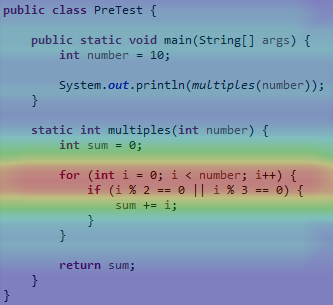 public class PreTest {
public static void main(String[] args) {
int number = 10;
System.out.println(multiples(number));
}
static int multiples(int number) {
int sum = 0;
for (int i = 0; i < number; i++) {
if (i % 2 == 0 || i % 3 == 0) {
sum += i;
}
}
return sum;
}
}